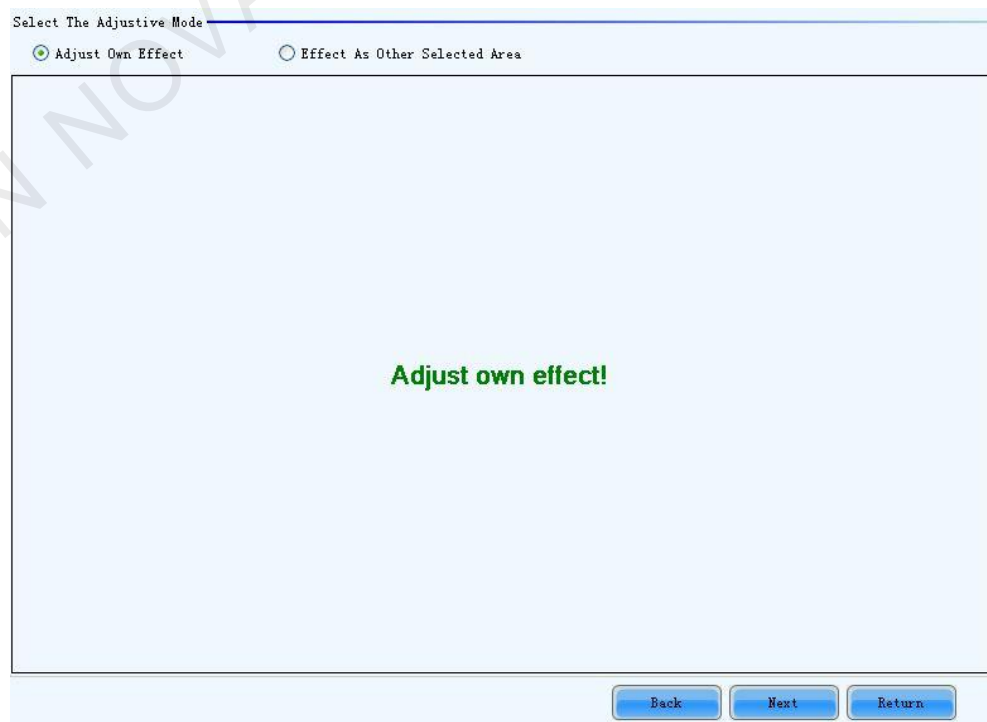 Select The Adjustive Mode
Adjust Own Effect Effect As Other Selected Area
Adjust own effect!
Back Next Return